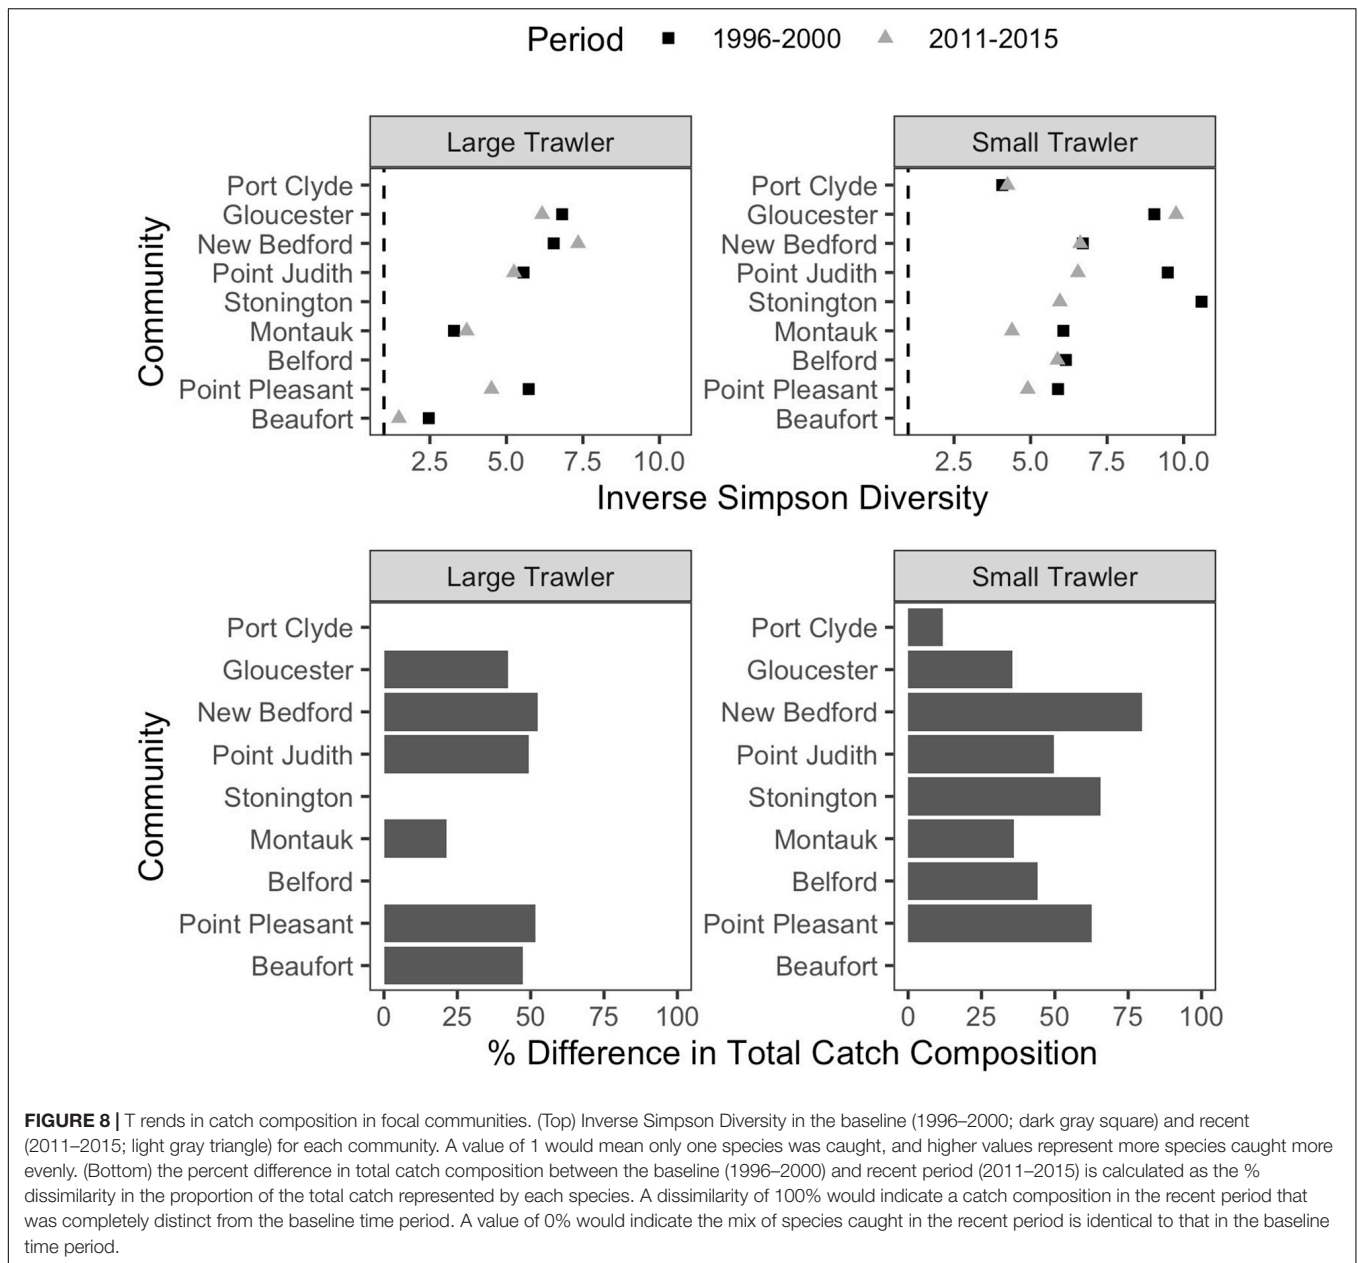 Period 1996-2000 2011-2015
Large Trawler Small Trawler
Community
Port Clyde Port Clyde
Gloucester Gloucester
New Bedford New Bedford
Point Judith Point Judith
Stonington Stonington
Montauk Montauk
Belford Belford
Point Pleasant Point Pleasant
Beaufort Beaufort
2.5 5.0 7.5 10.0 2.5 5.0 7.5 10.0
Inverse Simpson Diversity
Large Trawler Small Trawler
Community Community
Port Clyde Port Clyde
Gloucester Gloucester
New Bedford New Bedford
Point Judith Point Judith
Stonington Stonington
Montauk Montauk
Belford Belford
Point Pleasant Point Pleasant
Beaufort Beaufort
0 25 50 75 100 0 25 50 75 100
% Difference in Total Catch Composition
FIGURE 8 | T rends in catch composition in focal communities. (Top) Inverse Simpson Diversity in the baseline (1996–2000; dark gray square) and recent
(2011–2015; light gray triangle) for each community. A value of 1 would mean only one species was caught, and higher values represent more species caught more
evenly. (Bottom) the percent difference in total catch composition between the baseline (1996–2000) and recent period (2011–2015) is calculated as the %
dissimilarity in the proportion of the total catch represented by each species. A dissimilarity of 100% would indicate a catch composition in the recent period that
was completely distinct from the baseline time period. A value of 0% would indicate the mix of species caught in the recent period is identical to that in the baseline
time period.